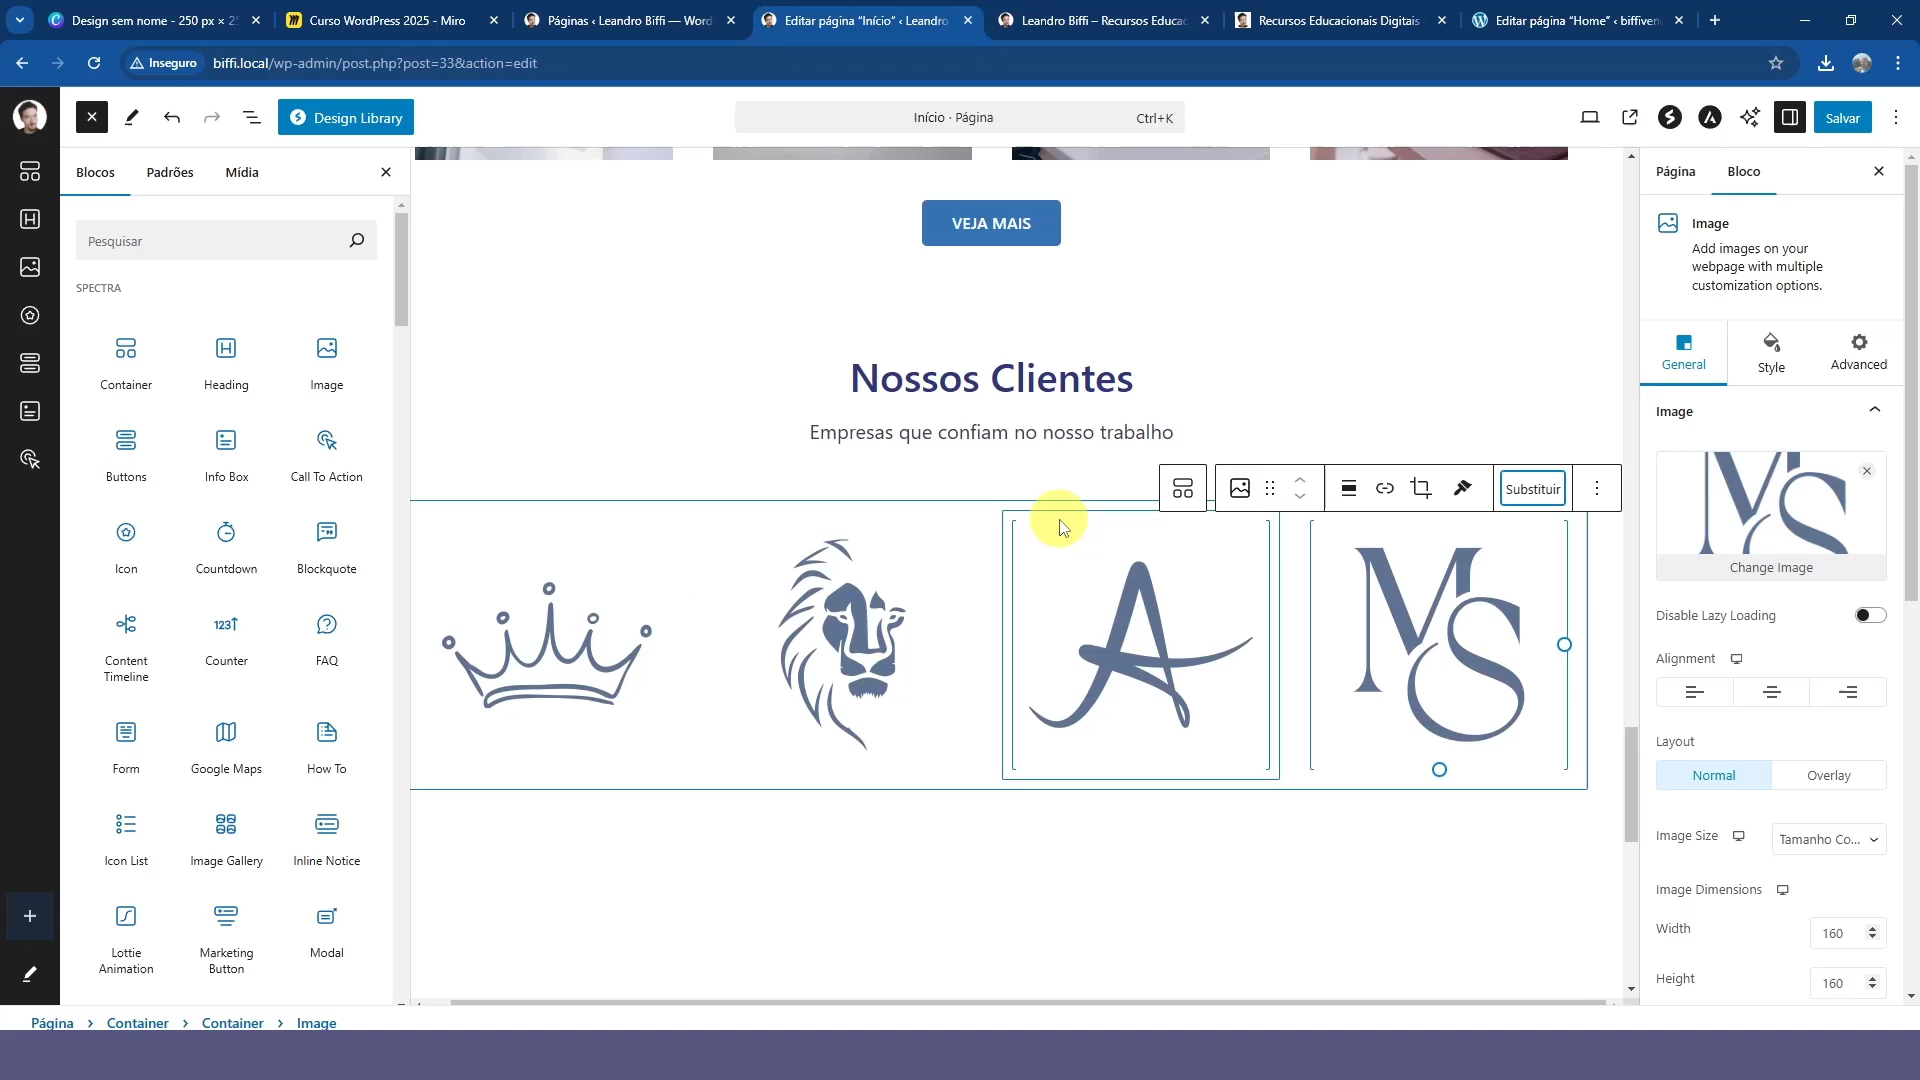 Design sem nome - 250 px × 25
Curso WordPress 2025 - Miro
Páginas ‹ Leandro Biffi — Word
Editar página “Início” ‹ Leandro
Leandro Biffi – Recursos Educac
Recursos Educacionais Digitais
Editar página “Home” ‹ biffiven
Inseguro
biffi.local/wp-admin/post.php?post=33&action=edit
Design Library
Início · Página
Ctrl+K
Salvar
Blocos
Padrões
Mídia
Pesquisar
SPECTRA
Container
Heading
Image
Buttons
Info Box
Call To Action
Icon
Countdown
Blockquote
Content
Timeline
123
Counter
FAQ
Form
Google Maps
How To
Icon List
Image Gallery
Inline Notice
Lottie
Animation
Marketing
Button
Modal
VEJA MAIS
Nossos Clientes
Empresas que confiam no nosso trabalho
Substituir
A
MS
Página
Bloco
Image
Add images on your
webpage with multiple
customization options.
General
Style
Advanced
Image
MS
Change Image
Disable Lazy Loading
Alignment
Layout
Normal
Overlay
Image Size
Tamanho Co...
Image Dimensions
Width
160
Height
160
Página
Container
Container
Image